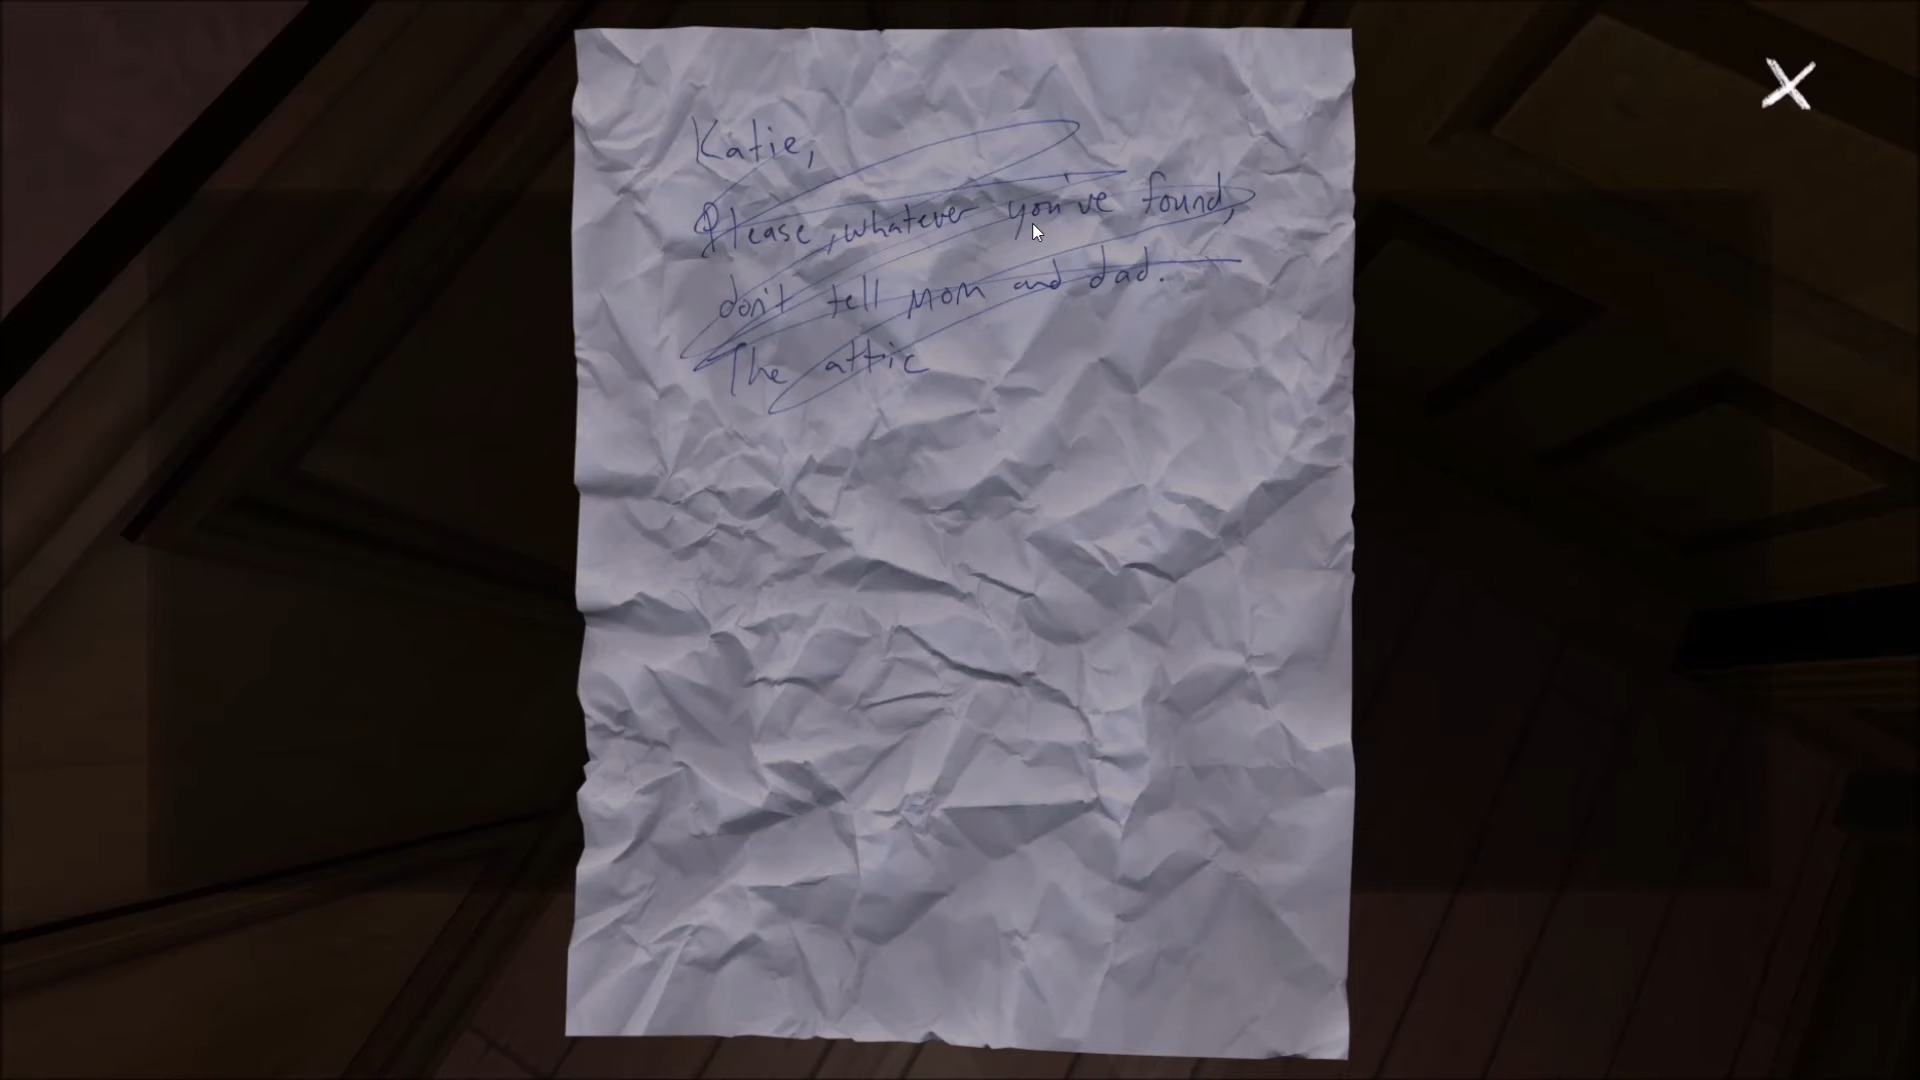 Katie,
Please, whatever you've found,
don't tell Mom and dad.
The attic